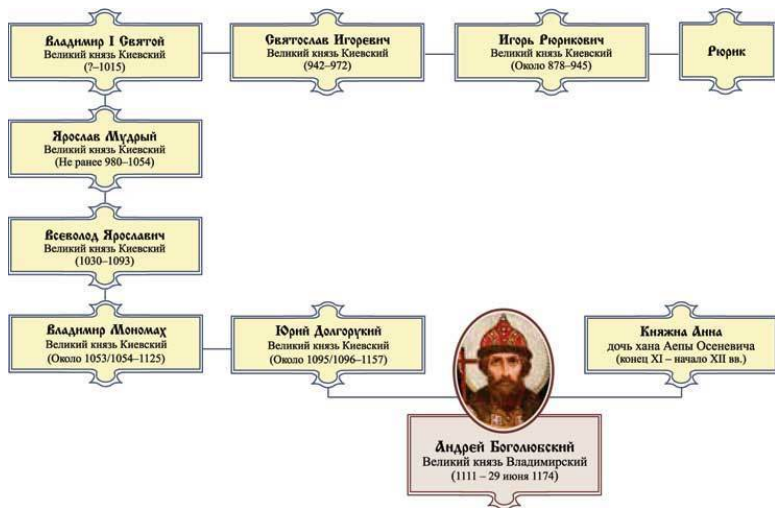 Владимир I Святой
Великий князь Киевский
(?–1015)
Святослав Игоревич
Великий князь Киевский
(942–972)
Игорь Рюрикович
Великий князь Киевский
(Около 878–945)
Рюрик
Ярослав Мудрый
Великий князь Киевский
(Не ранее 980–1054)
Всеволод Ярославич
Великий князь Киевский
(1030–1093)
Владимир Мономах
Великий князь Киевский
(Около 1053/1054–1125)
Юрий Долгорукий
Великий князь Киевский
(Около 1095/1096–1157)
Княжна Анна
дочь хана Аепы Осеневича
(конец XI – начало XII вв.)
Андрей Боголюбский
Великий князь Владимирский
(1111 – 29 июня 1174)